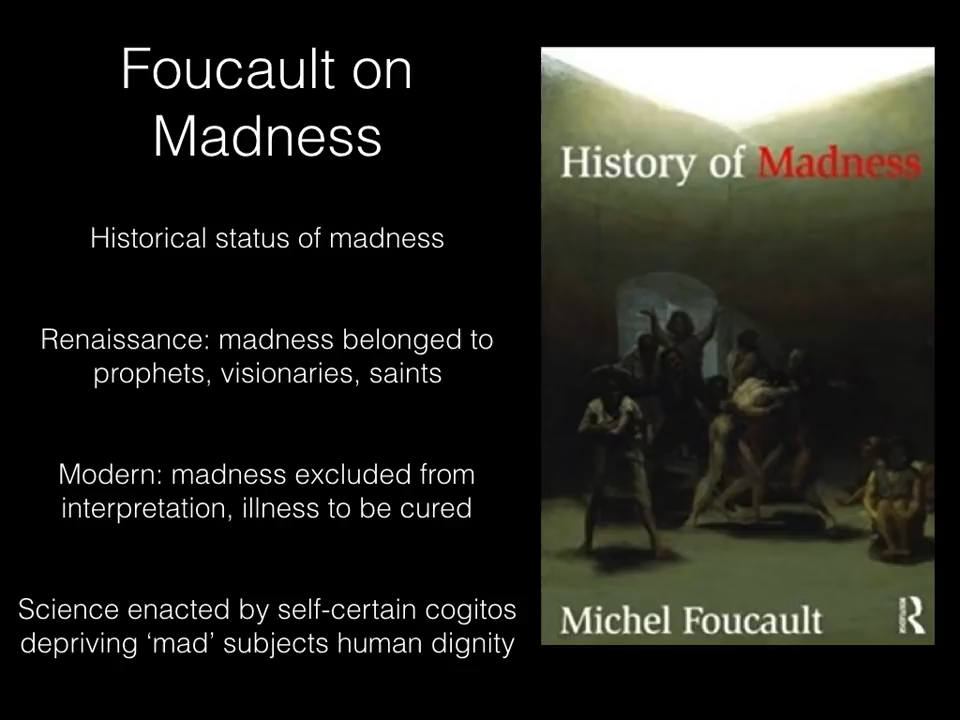 Foucault on
Madness
Historical status of madness
Renaissance: madness belonged to
prophets, visionaries, saints
Modern: madness excluded from
interpretation, illness to be cured
Science enacted by self-certain cogitos
depriving ‘mad’ subjects human dignity
History of Madness
Michel Foucault